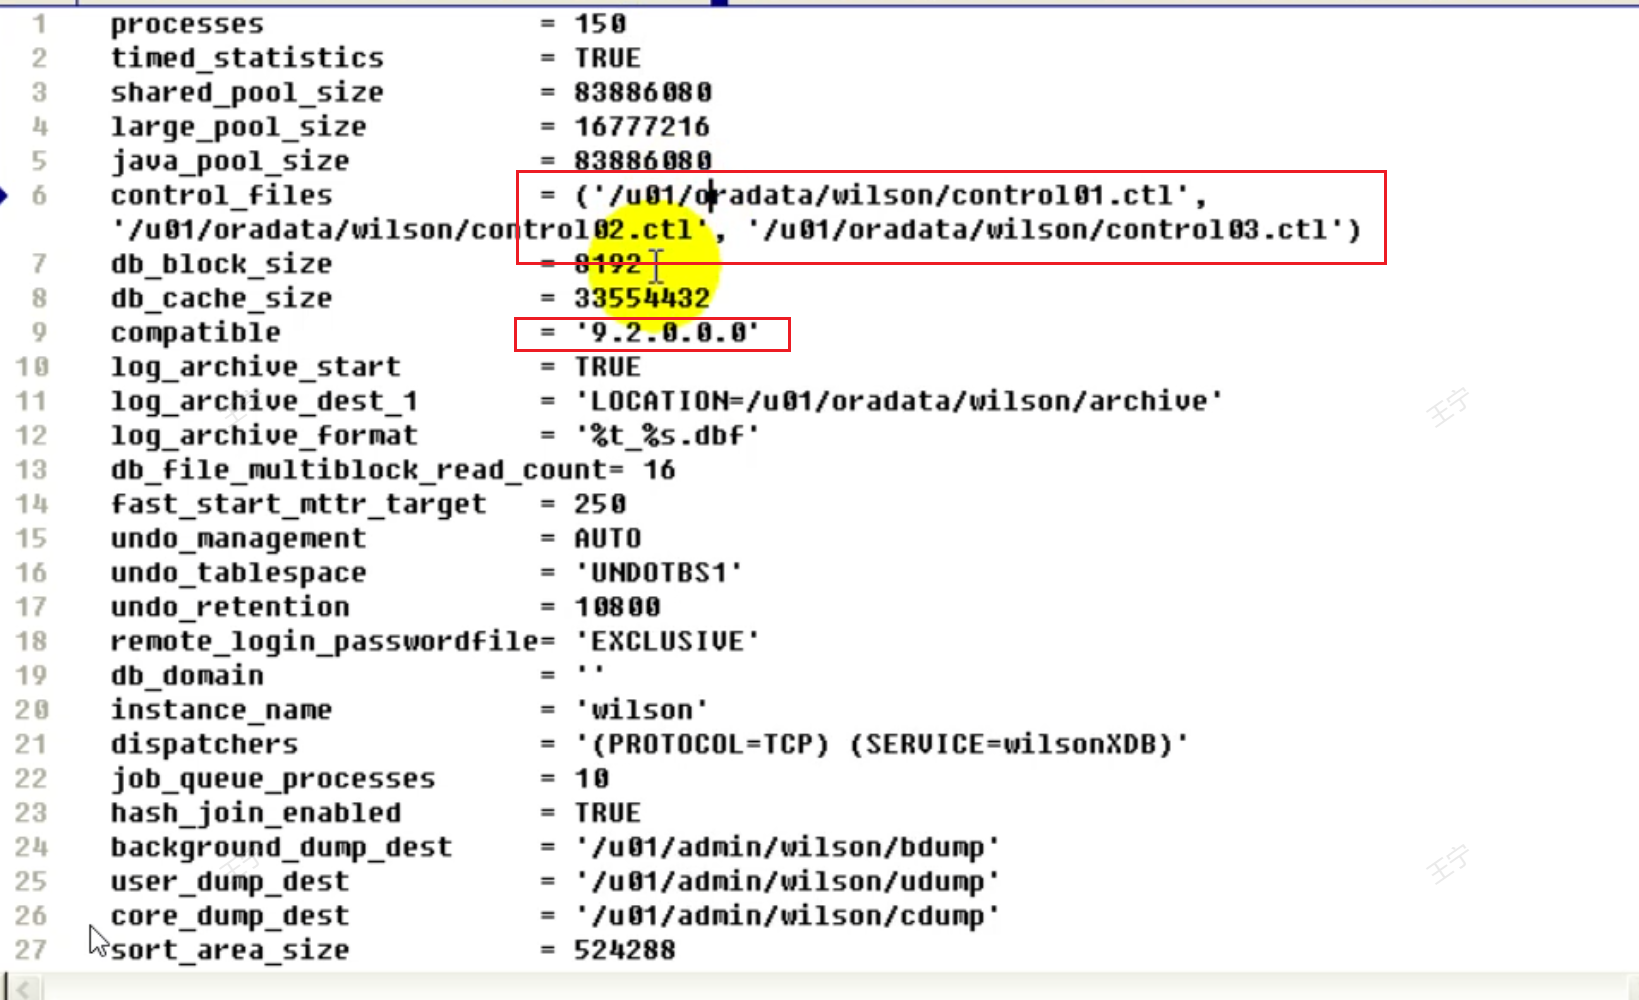 1 processes = 150
2 timed_statistics = TRUE
3 shared_pool_size = 83886080
4 large_pool_size = 16777216
5 java_pool_size = 83886080
6 control_files = ('/u01/oradata/wilson/control01.ctl',
'/u01/oradata/wilson/control02.ctl', '/u01/oradata/wilson/control03.ctl')
7 db_block_size = 8192
8 db_cache_size = 33554432
9 compatible = '9.2.0.0.0'
10 log_archive_start = TRUE
11 log_archive_dest_1 = 'LOCATION=/u01/oradata/wilson/archive'
王宁
12 log_archive_format = '%t_%s.dbf'
13 db_file_multiblock_read_count= 16
14 fast_start_mttr_target = 250
15 undo_management = AUTO
16 undo_tablespace = 'UNDOTBS1'
17 undo_retention = 10800
18 remote_login_passwordfile= 'EXCLUSIVE'
19 db_domain = ''
20 instance_name = 'wilson'
21 dispatchers = '(PROTOCOL=TCP) (SERVICE=wilsonXDB)'
22 job_queue_processes = 10
23 hash_join_enabled = TRUE
24 background_dump_dest = '/u01/admin/wilson/bdump'
王宁
25 user_dump_dest = '/u01/admin/wilson/udump'
26 core_dump_dest = '/u01/admin/wilson/cdump'
27 sort_area_size = 524288